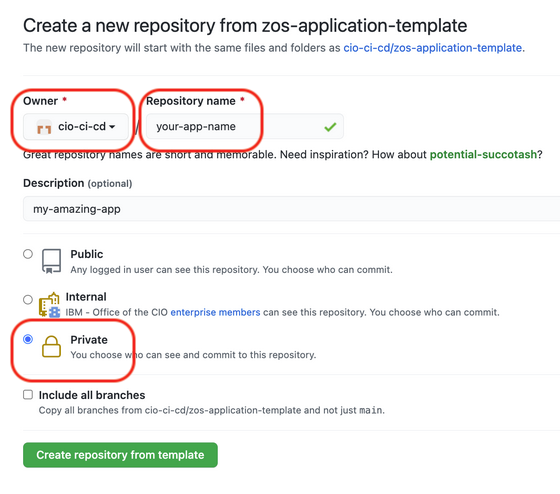 Create a new repository from zos-application-template
The new repository will start with the same files and folders as cio-ci-cd/zos-application-template.
Owner * Repository name *
cio-ci-cd / your-app-name
Great repository names are short and memorable. Need inspiration? How about potential-succotash?
Description (optional)
my-amazing-app
Public
Any logged in user can see this repository. You choose who can commit.
Internal
IBM - Office of the CIO enterprise members can see this repository. You choose who can commit.
Private
You choose who can see and commit to this repository.
Include all branches
Copy all branches from cio-ci-cd/zos-application-template and not just main.
Create repository from template